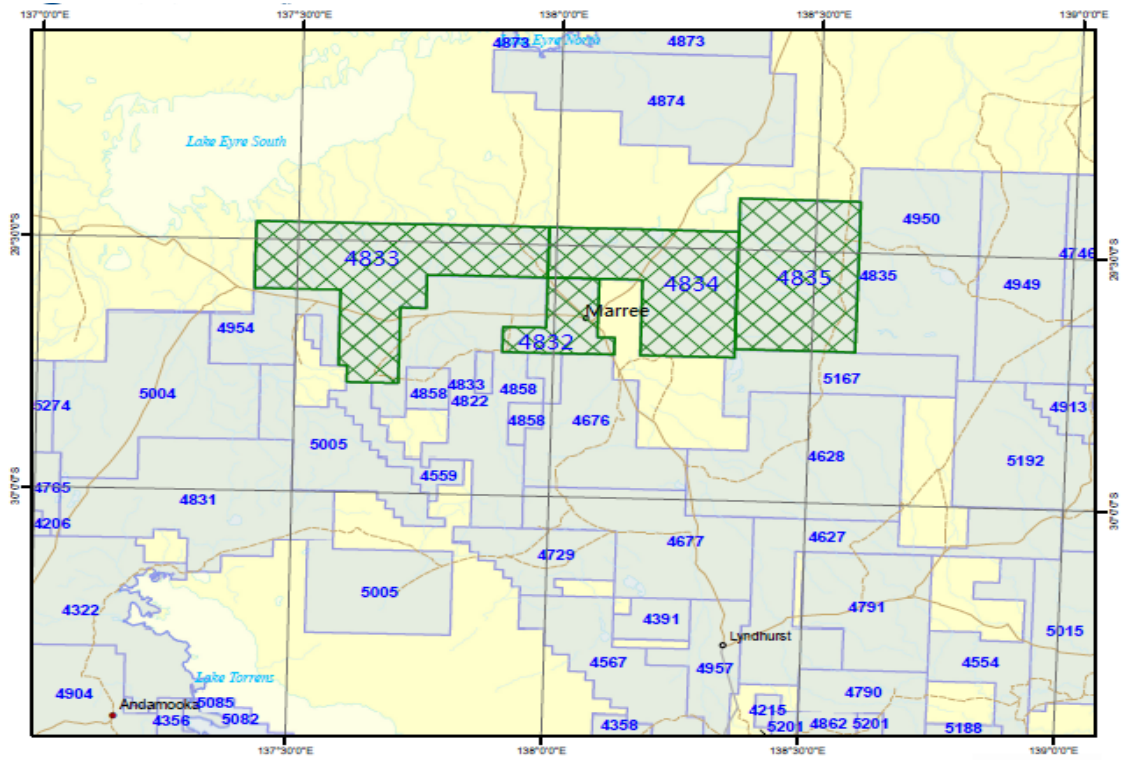 137°0'0"E
137°30'0"E
138°0'0"E
138°30'0"E
139°0'0"E
4873
Eyre North
4873
4874
Lake Eyre South
4950
29°30'0"S
4833
4746
29°30'0"S
4834
4835
4835
4949
Marree
4954
4832
5167
5004
4858
4833
4858
5274
4822
4913
4858
4676
5005
4628
5192
4559
4765
30°0'0"S
4831
30°0'0"S
4206
4677
4627
4729
5005
4322
4791
4391
5015
Lyndhurst
4567
4957
4554
Lake Torrens
4904
5085
4790
Andamooka
4215
4356
5082
4358
5201
4862
5201
5188
137°30'0"E
138°0'0"E
138°30'0"E
139°0'0"E